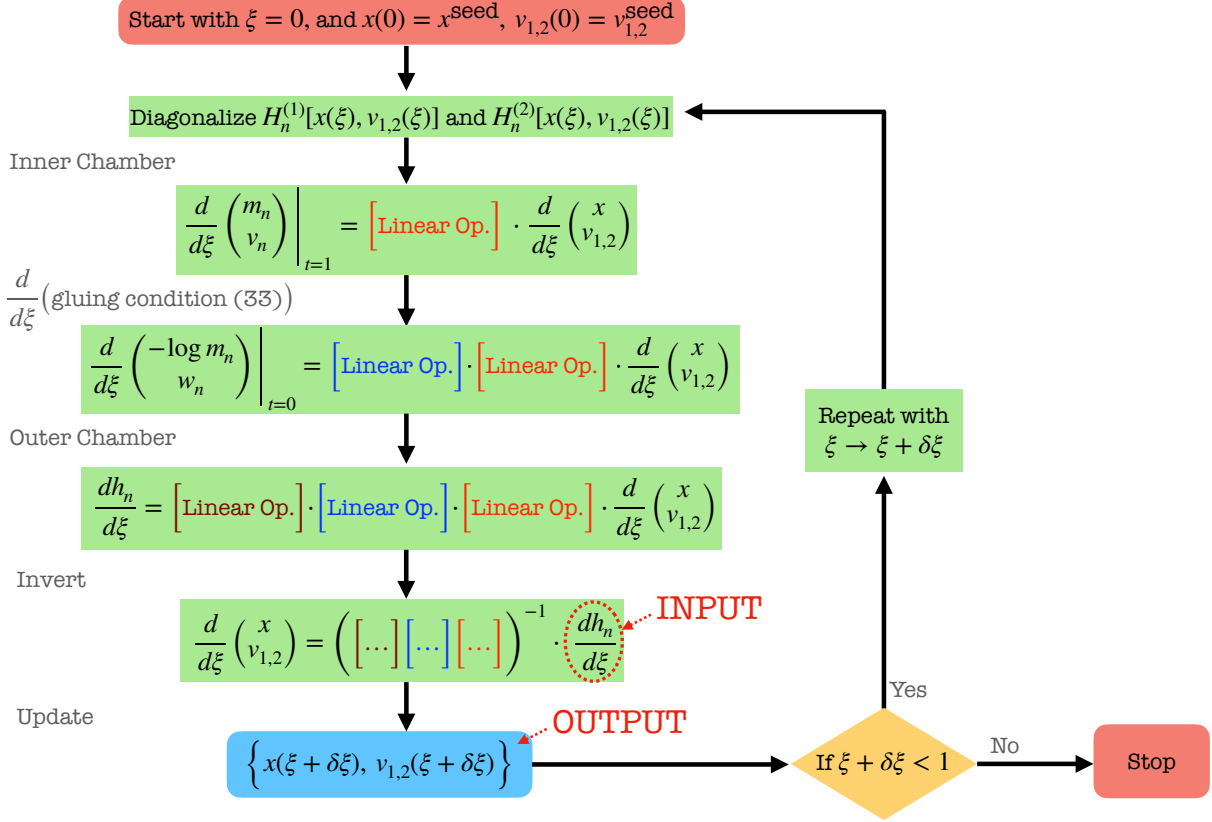 Start with ξ = 0, and x(0) = x^seed, v_{1,2}(0) = v_{1,2}^seed
Diagonalize H_n^{(1)}[x(ξ), v_{1,2}(ξ)] and H_n^{(2)}[x(ξ), v_{1,2}(ξ)]
Inner Chamber
d/dξ (m_n v_n) |_{t=1} = [Linear Op.] · d/dξ (x v_{1,2})
d/dξ (gluing condition (33))
d/dξ (−log m_n w_n) |_{t=0} = [Linear Op.] · [Linear Op.] · d/dξ (x v_{1,2})
Outer Chamber
dh_n/dξ = [Linear Op.] · [Linear Op.] · [Linear Op.] · d/dξ (x v_{1,2})
Invert
d/dξ (x v_{1,2}) = ([...] [...] [...])^{−1} · dh_n/dξ
INPUT
Update
OUTPUT
{x(ξ + δξ), v_{1,2}(ξ + δξ)}
If ξ + δξ < 1
Yes
Repeat with
ξ → ξ + δξ
No
Stop